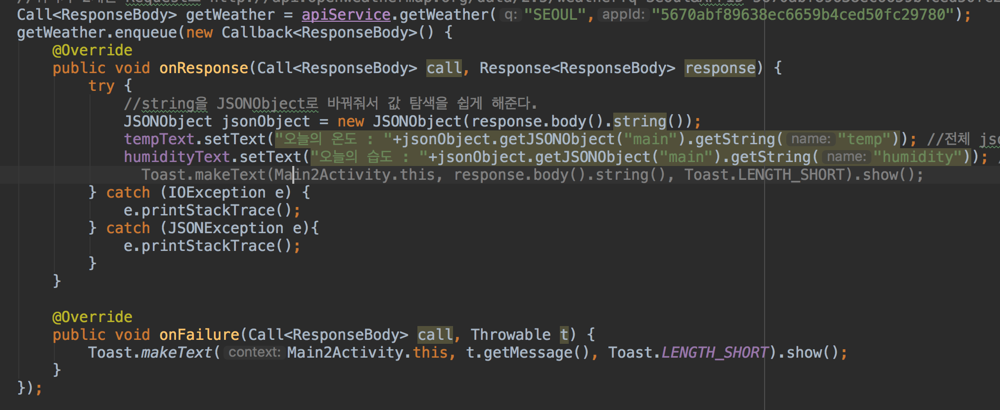 Call<ResponseBody> getWeather = apiService.getWeather( q: "SEOUL", appId: "5670abf89638ec6659b4ced50fc29780");
getWeather.enqueue(new Callback<ResponseBody>() {
@Override
public void onResponse(Call<ResponseBody> call, Response<ResponseBody> response) {
try {
//string을 JSONObject로 바꿔줘서 값 탐색을 쉽게 해준다.
JSONObject jsonObject = new JSONObject(response.body().string());
tempText.setText("오늘의 온도 : "+jsonObject.getJSONObject("main").getString( name: "temp")); //전체
humidityText.setText("오늘의 습도 : "+jsonObject.getJSONObject("main").getString( name: "humidity"));
Toast.makeText(Main2Activity.this, response.body().string(), Toast.LENGTH_SHORT).show();
} catch (IOException e) {
e.printStackTrace();
} catch (JSONException e){
e.printStackTrace();
}
}
@Override
public void onFailure(Call<ResponseBody> call, Throwable t) {
Toast.makeText( context: Main2Activity.this, t.getMessage(), Toast.LENGTH_SHORT).show();
}
});